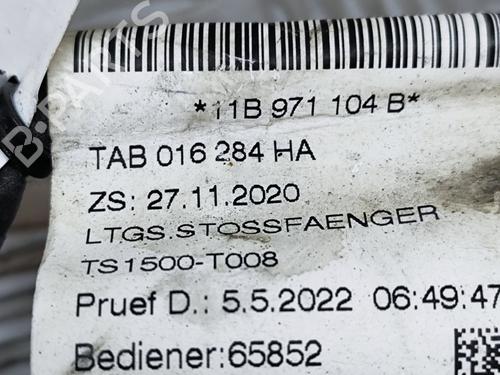 *11B 971 104 B*
TAB 016 284 HA
ZS: 27.11.2020
LTGS.STOSSFAENGER
TS1500-T008
Pruef D.: 5.5.2022 06:49:47
Bediener:65852
B-PARTS